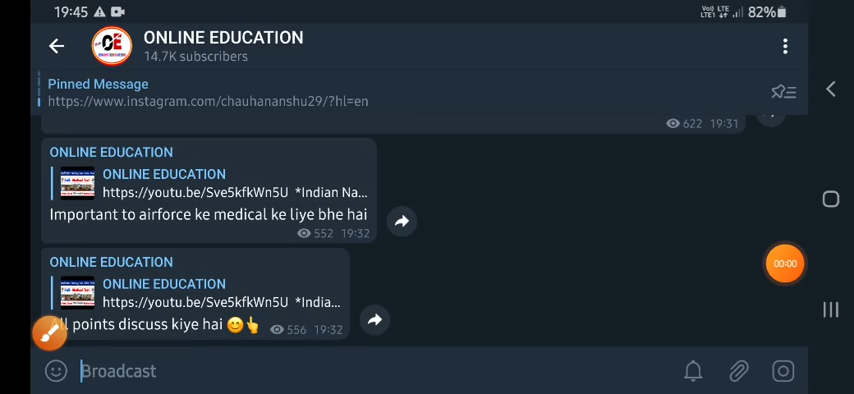 19:45
Vo) LTE
LTE1
82%
ONLINE EDUCATION
14.7K subscribers
Pinned Message
https://www.instagram.com/chauhananshu29/?hl=en
622 19:31
ONLINE EDUCATION
ONLINE EDUCATION
https://youtu.be/Sve5kfkWn5U *Indian Na...
Important to airforce ke medical ke liye bhe hai
552 19:32
ONLINE EDUCATION
ONLINE EDUCATION
https://youtu.be/Sve5kfkWn5U *India...
points discuss kiye hai 😊👆 556 19:32
00:00
Broadcast